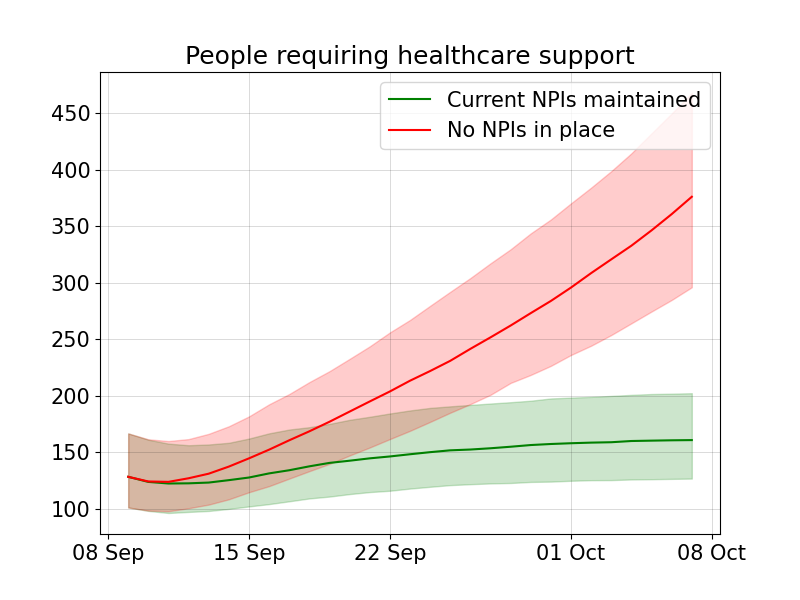 People requiring healthcare support
Current NPIs maintained
No NPIs in place
450
400
350
300
250
200
150
100
08 Sep 15 Sep 22 Sep 01 Oct 08 Oct